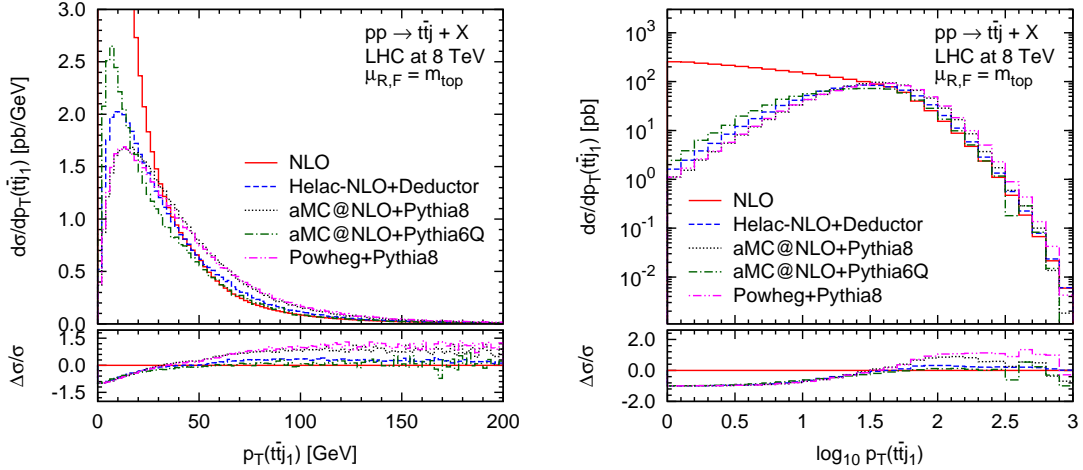 pp → tt̄j + X
LHC at 8 TeV
μR,F = mtop
dσ/dpT(tt̄j1) [pb/GeV]
3.0
2.5
2.0
1.5
1.0
0.5
0.0
NLO
Helac-NLO+Deductor
aMC@NLO+Pythia8
aMC@NLO+Pythia6Q
Powheg+Pythia8
Δσ/σ
1.5
0.0
-1.5
0 50 100 150 200
pT(tt̄j1) [GeV]
pp → tt̄j + X
LHC at 8 TeV
μR,F = mtop
dσ/dpT(tt̄j1) [pb]
10³
10²
10¹
10⁰
10⁻¹
10⁻²
NLO
Helac-NLO+Deductor
aMC@NLO+Pythia8
aMC@NLO+Pythia6Q
Powheg+Pythia8
Δσ/σ
2.0
0.0
-2.0
0 0.5 1 1.5 2 2.5 3
log10 pT(tt̄j1)